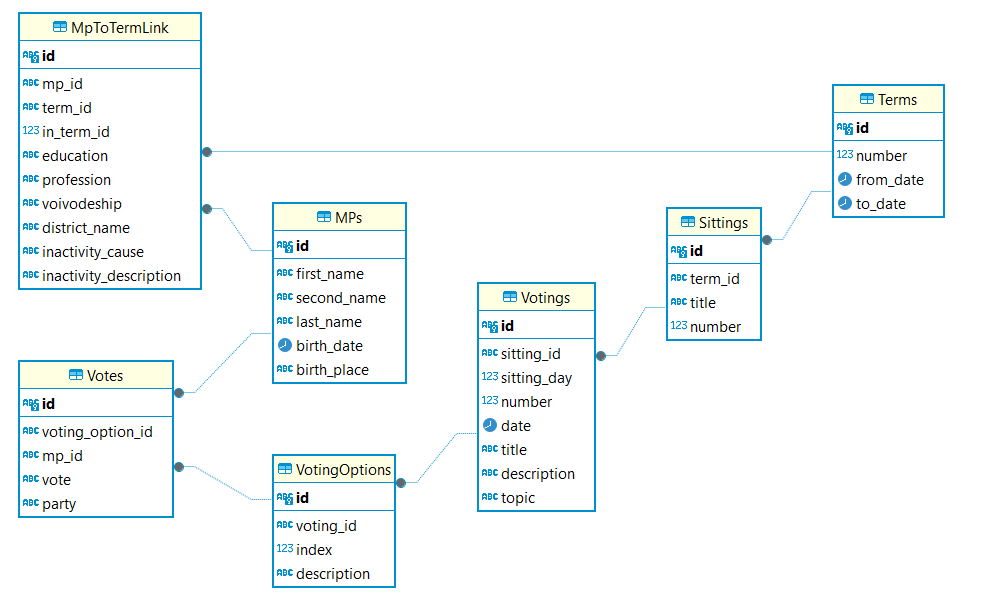 MpToTermLink
ABC id
ABC mp_id
ABC term_id
123 in_term_id
ABC education
ABC profession
ABC voivodeship
ABC district_name
ABC inactivity_cause
ABC inactivity_description
Terms
ABC id
123 number
from_date
to_date
MPs
ABC id
ABC first_name
ABC second_name
ABC last_name
birth_date
ABC birth_place
Sittings
ABC id
ABC term_id
ABC title
123 number
Votings
ABC id
ABC sitting_id
123 sitting_day
123 number
date
ABC title
ABC description
ABC topic
Votes
ABC id
ABC voting_option_id
ABC mp_id
ABC vote
ABC party
VotingOptions
ABC id
ABC voting_id
123 index
ABC description